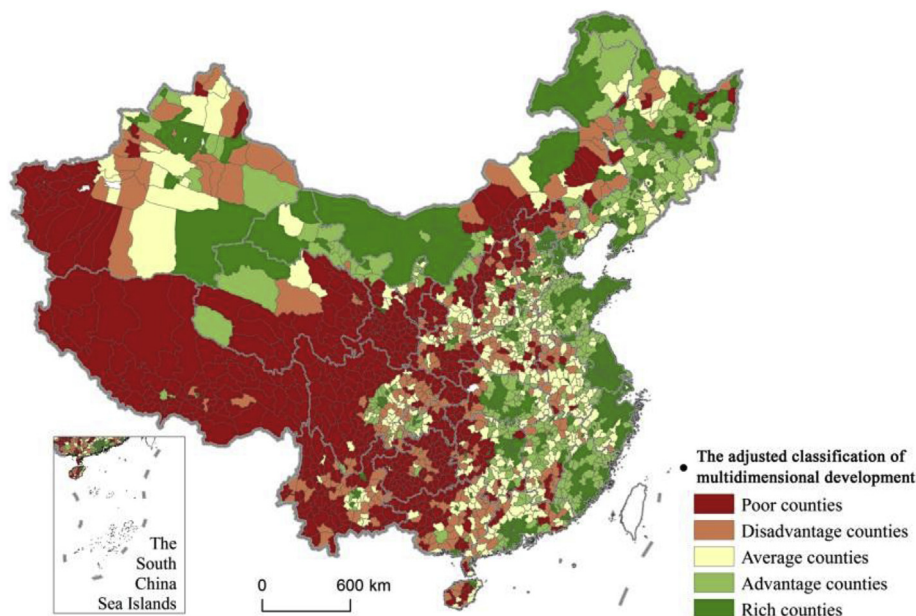 The
South
China
Sea Islands
0 600 km
The adjusted classification of
multidimensional development
Poor counties
Disadvantage counties
Average counties
Advantage counties
Rich counties